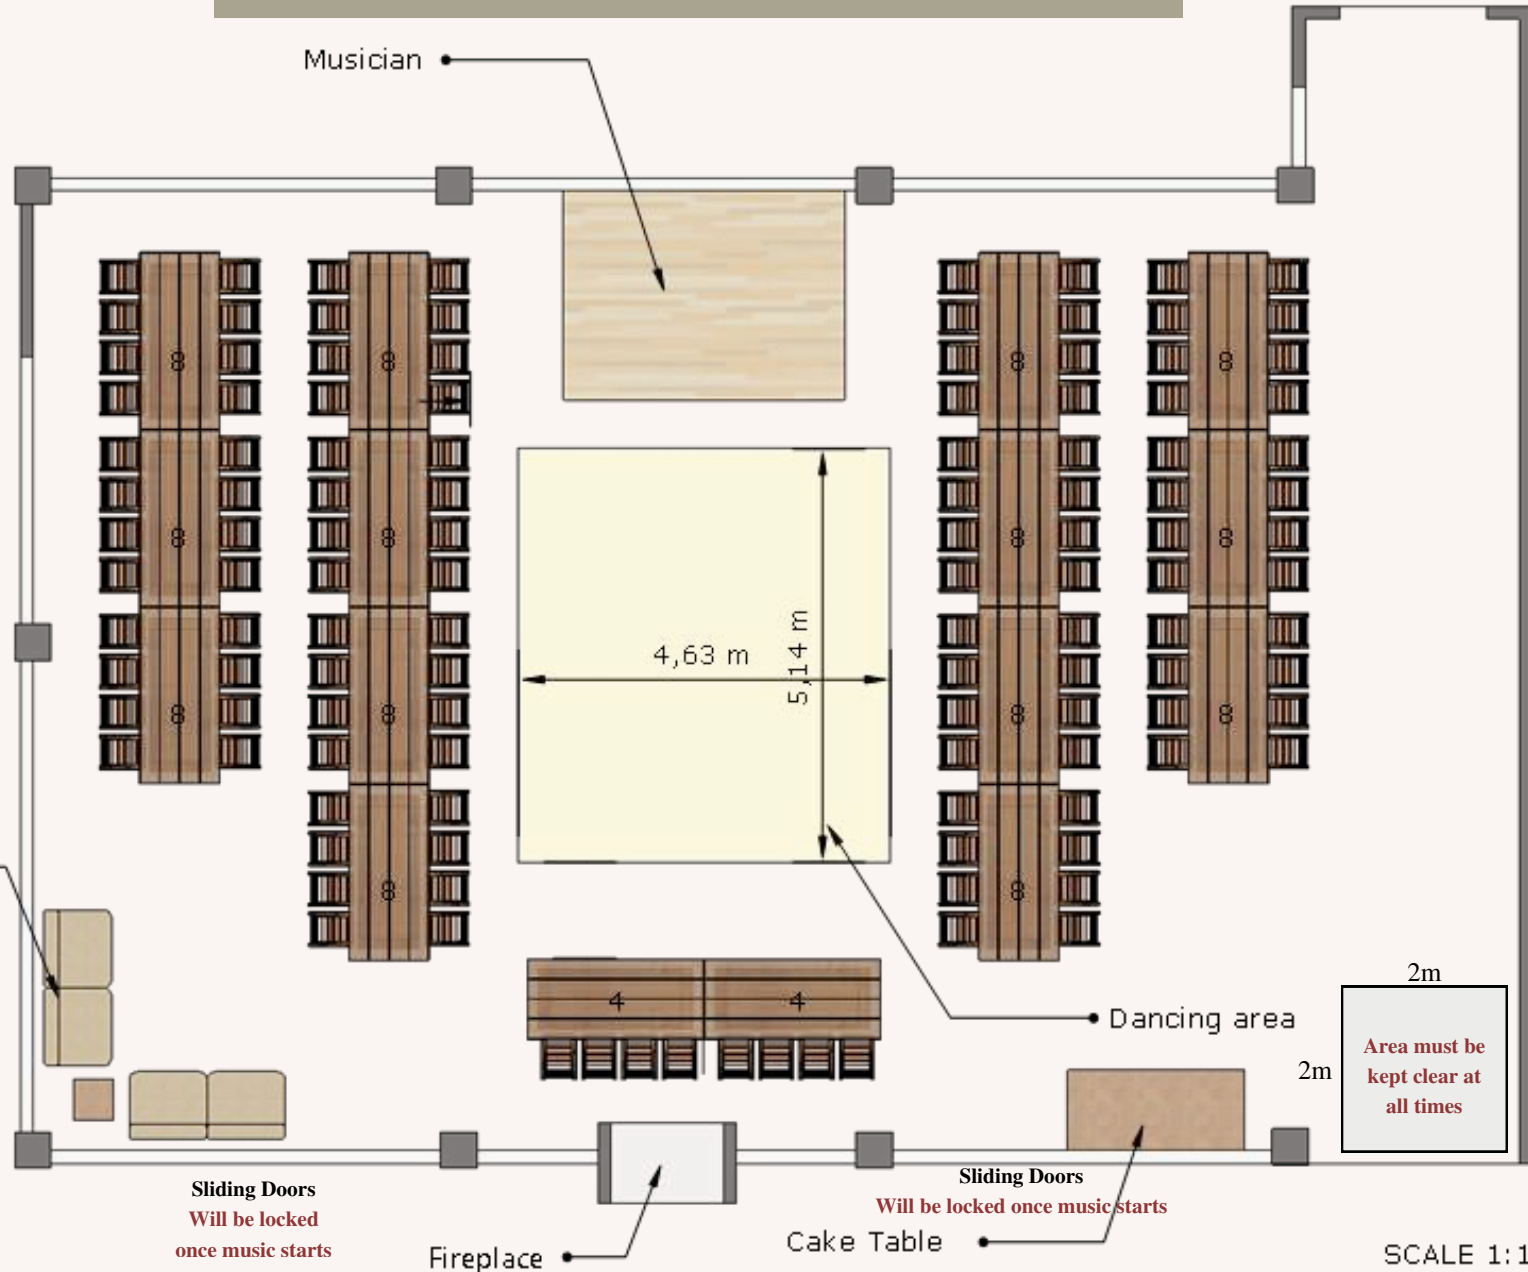 Musician
8 8 8 8
8 8 8 8
4,63 m
5,14 m
8 8 8 8
8 8
4 4
Dancing area
2m
2m
Area must be
kept clear at
all times
Sliding Doors
Will be locked
once music starts
Sliding Doors
Will be locked once music starts
Fireplace
Cake Table
SCALE 1:1